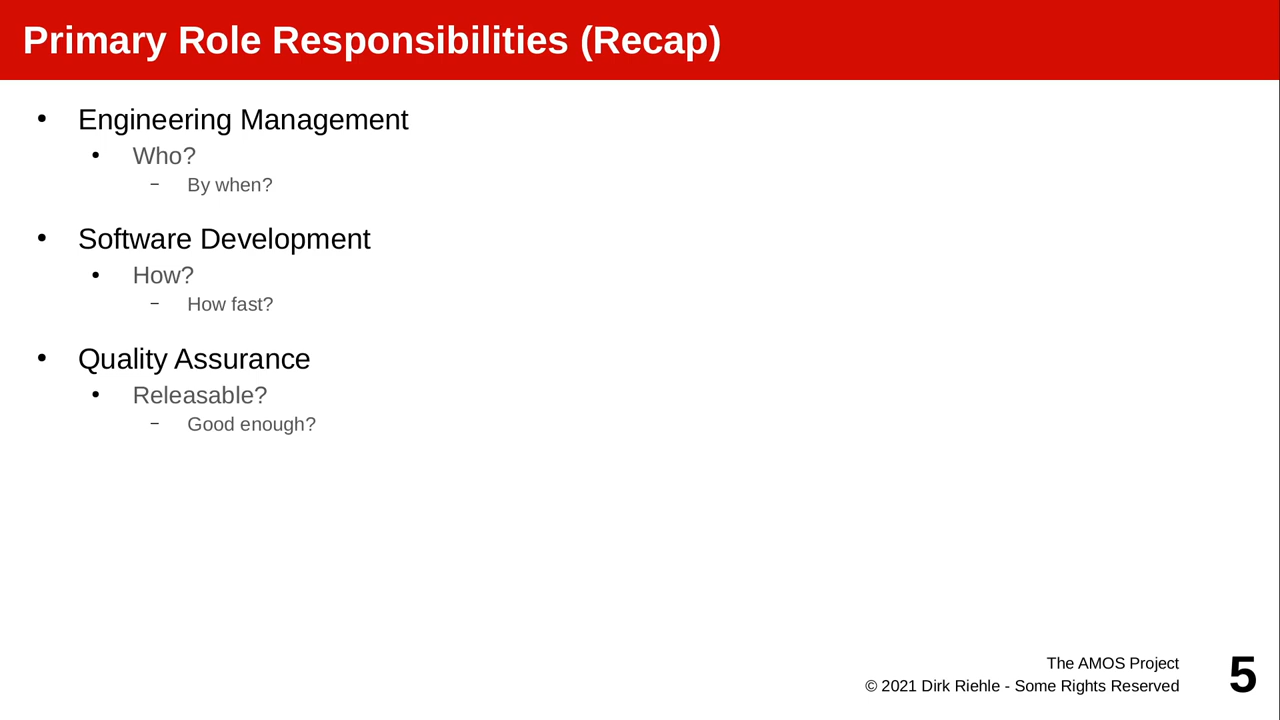 Primary Role Responsibilities (Recap)
• Engineering Management
• Who?
– By when?
• Software Development
• How?
– How fast?
• Quality Assurance
• Releasable?
– Good enough?
The AMOS Project
© 2021 Dirk Riehle - Some Rights Reserved
5